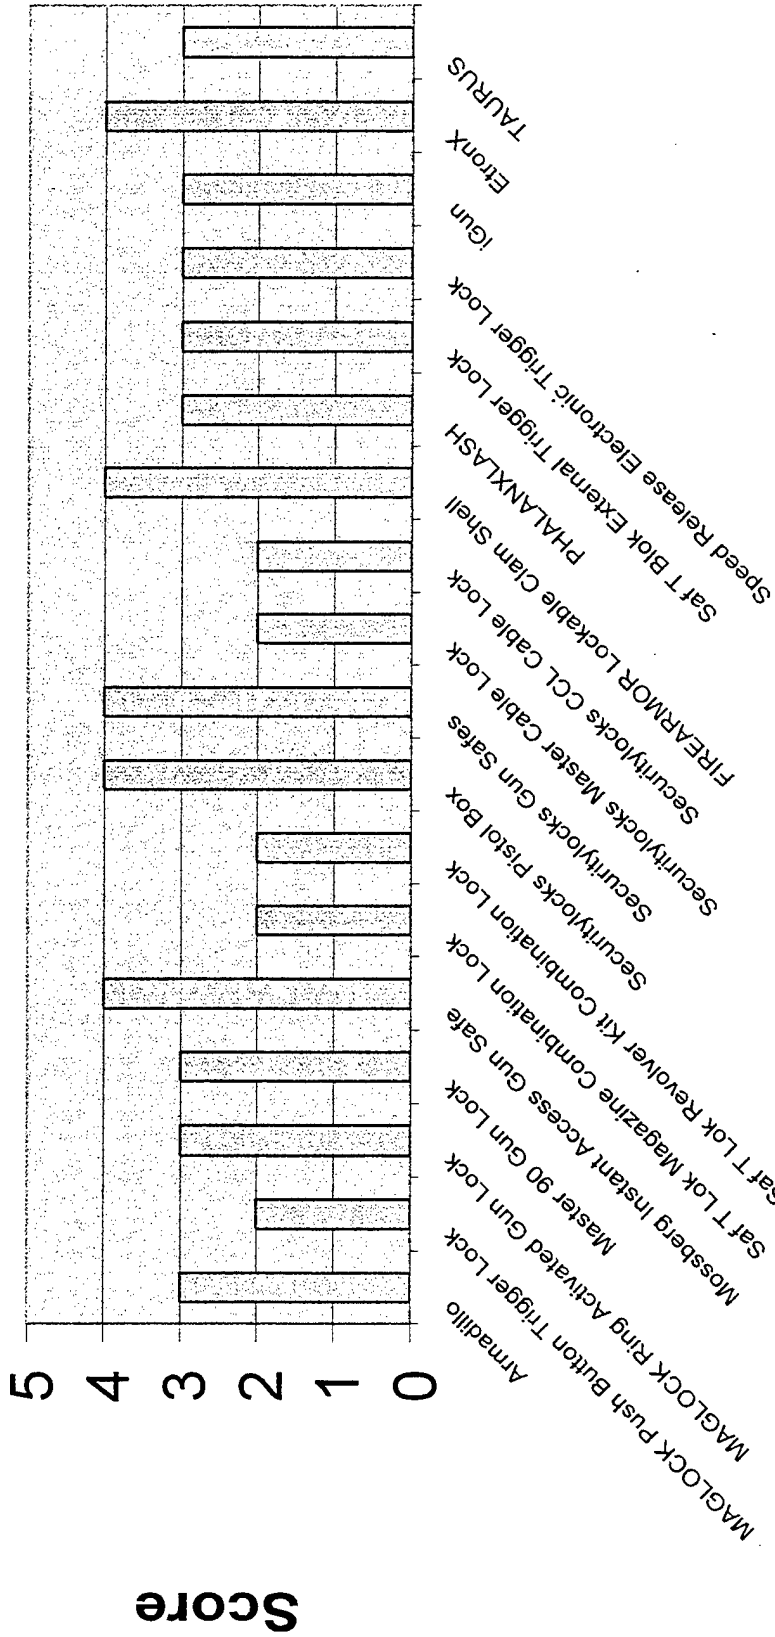 Score
5
4
3
2
1
0
Armadillo
MAGLOCK Push Button Trigger Lock
MAGLOCK Ring Activated Gun Lock
Master 90 Gun Lock
Mossberg Instant Access Gun Safe
Saf T Lok Magazine Combination Lock
Saf T Lok Revolver Kit Combination Lock
Securitylocks Pistol Box
Securitylocks Gun Safes
Securitylocks Master Cable Lock
Securitylocks CCL Cable Lock
FIREARMOR Lockable Clam Shell
PHALANXLASH
Saf T Blok External Trigger Lock
Speed Release Electronic Trigger Lock
iGun
EtronX
TAURUS